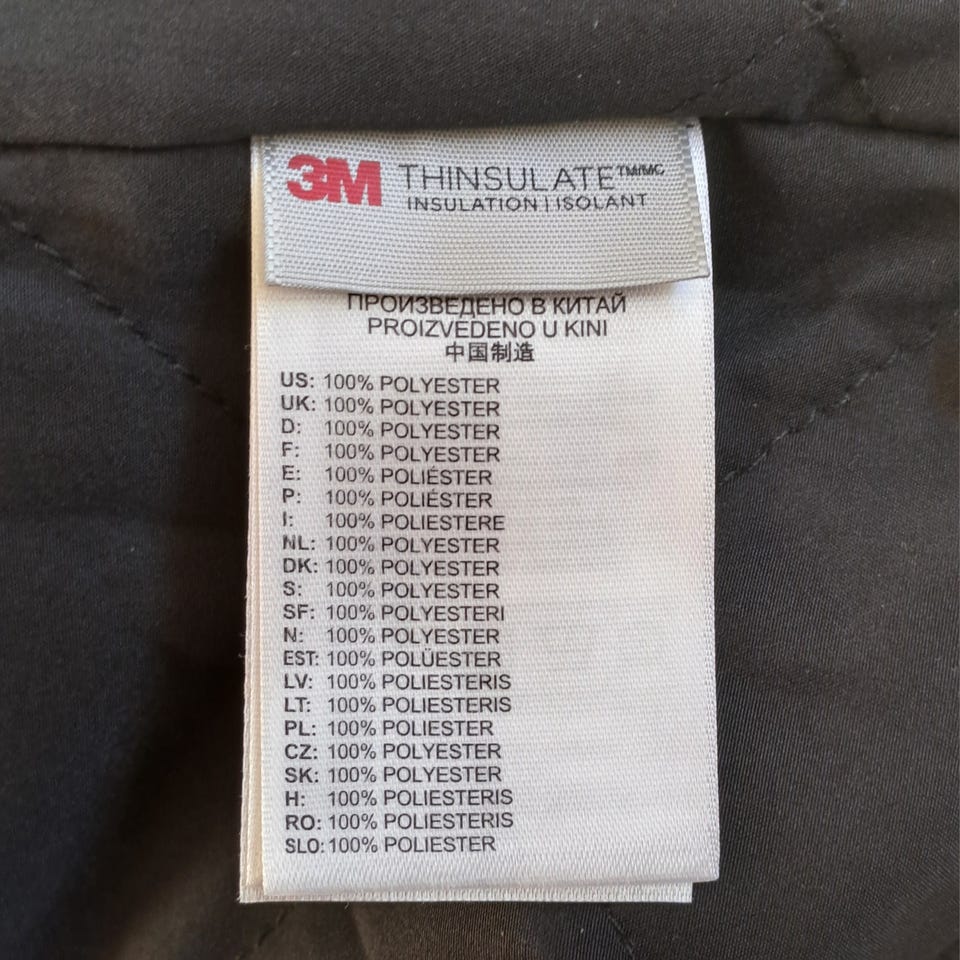 3M THINSULATE™/MC
INSULATION | ISOLANT
ПРОИЗВЕДЕНО В КИТАЙ
PROIZVEDENO U KINI
中国制造
US: 100% POLYESTER
UK: 100% POLYESTER
D: 100% POLYESTER
F: 100% POLYESTER
E: 100% POLIÉSTER
P: 100% POLIÉSTER
I: 100% POLIESTERE
NL: 100% POLYESTER
DK: 100% POLYESTER
S: 100% POLYESTER
SF: 100% POLYESTERI
N: 100% POLYESTER
EST: 100% POLÜESTER
LV: 100% POLIESTERIS
LT: 100% POLIESTERIS
PL: 100% POLIESTER
CZ: 100% POLYESTER
SK: 100% POLYESTER
H: 100% POLIESTERIS
RO: 100% POLIESTERIS
SLO: 100% POLIESTER